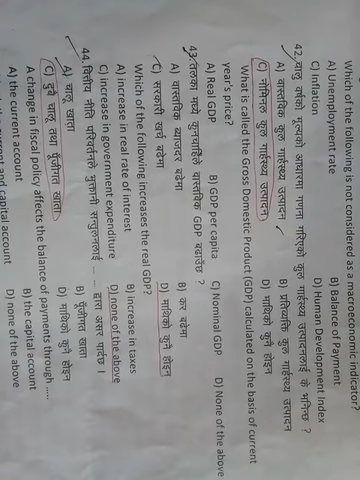 Which of the following is not considered as a macroeconomic indicator?
A) Unemployment rate B) Balance of Payment
C) Inflation D) Human Development Index
42. चालु वर्षको मूल्यको आधारमा गणना गरिएको कुल गार्हस्थ्य उत्पादनलाई के भनिन्छ ?
A) वास्तविक कुल गार्हस्थ्य उत्पादन B) प्रतिव्यक्ति कुल गार्हस्थ्य उत्पादन
C) नोमिनल कुल गार्हस्थ्य उत्पादन D) माथिको कुनै होइन
What is called the Gross Domestic Product (GDP) calculated on the basis of current
year's price?
A) Real GDP B) GDP per capita C) Nominal GDP D) None of the above
43. तलका मध्ये कुनचाहिँले वास्तविक GDP बढाउँछ ?
A) वास्तविक ब्याजदर बढेमा B) कर बढेमा
C) सरकारी खर्च बढेमा D) माथिको कुनै होइन
Which of the following increases the real GDP?
A) increase in real rate of interest B) increase in taxes
C) increase in government expenditure D) none of the above
44. वित्तीय नीति परिवर्तनले भुक्तानी सन्तुलनलाई – – द्वारा असर पार्दछ ।
A) चालू खाता B) पूँजीगत खाता
C) दुबै चालू तथा पूँजीगत खाता D) माथिको कुनै होइन
A change in fiscal policy affects the balance of payments through .....
A) the current account B) the capital account
current and capital account D) none of the above